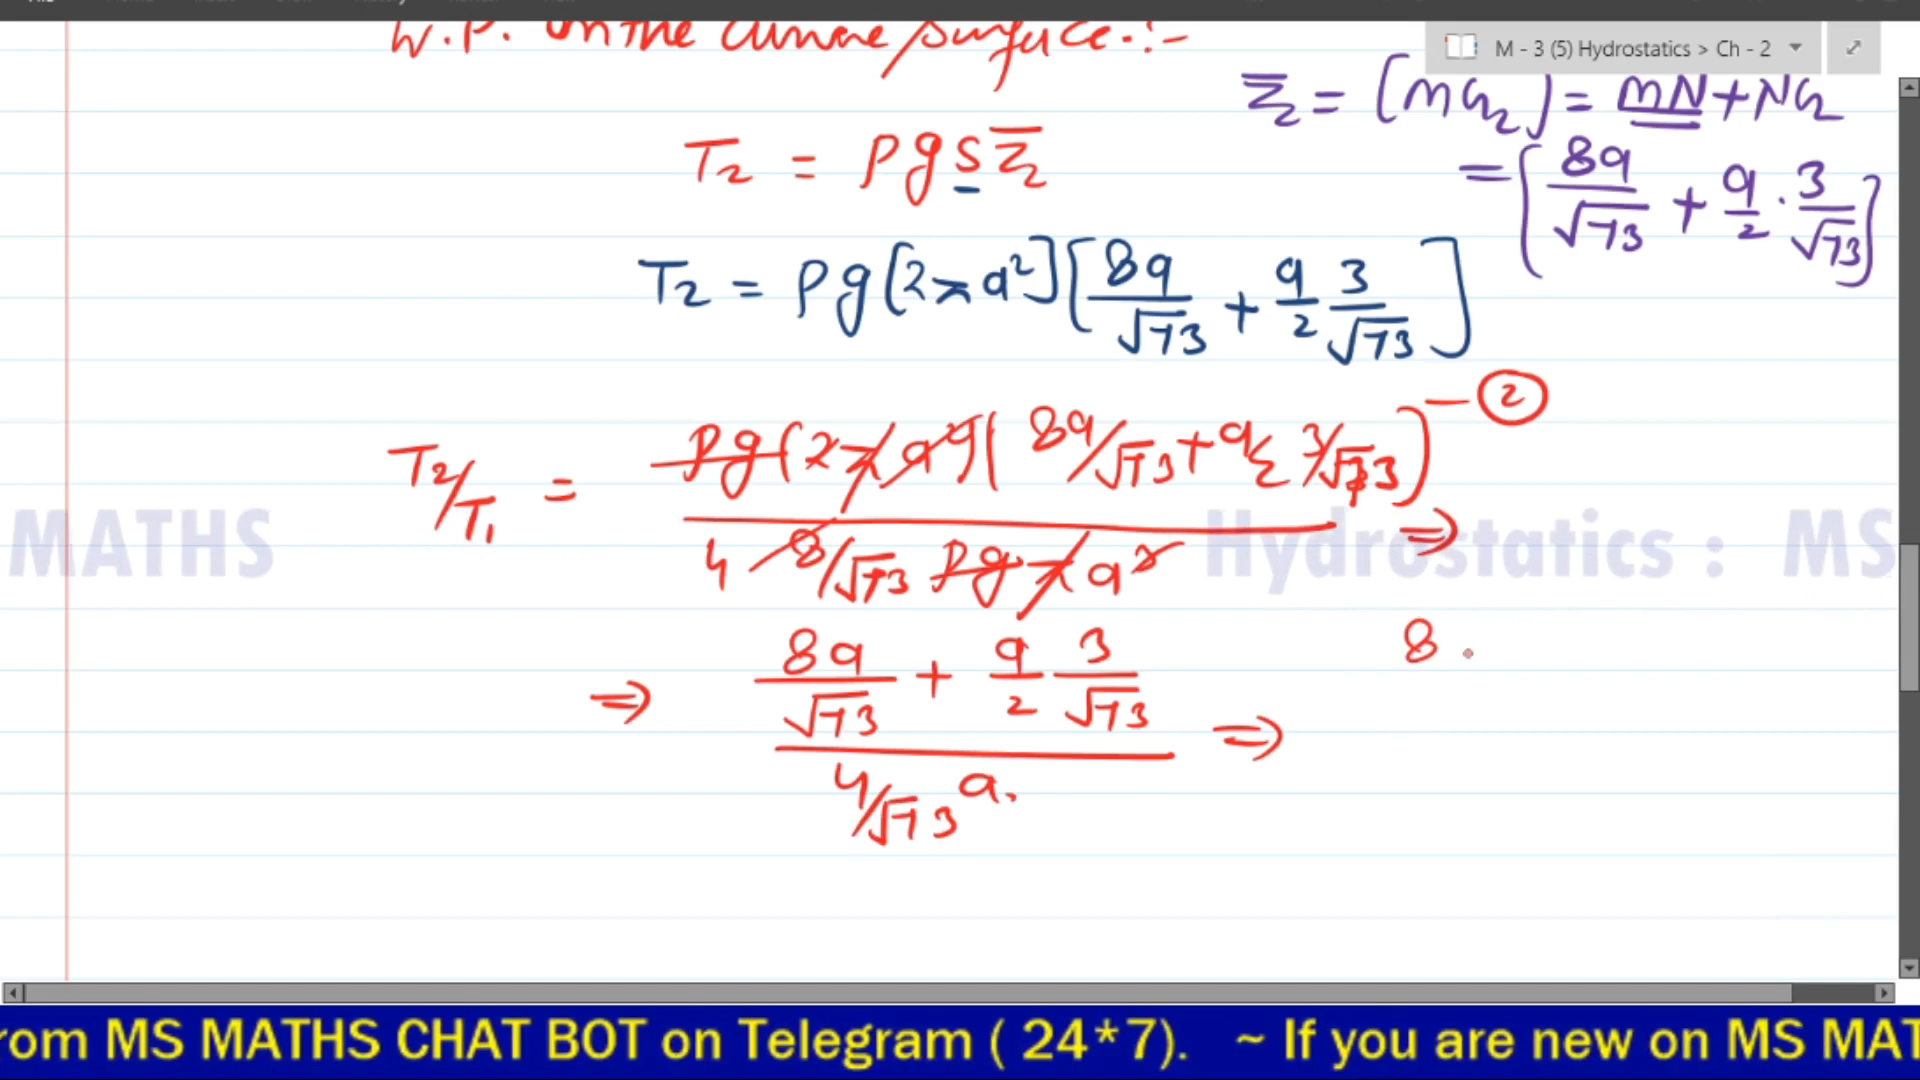 W.P. on the curve surface :-
M - 3 (5) Hydrostatics > Ch - 2
z̄₂ = [MG₂] = MN + NG₂
= [8a/√73 + a/2 · 3/√73]
T₂ = ρg s z̄₂
T₂ = ρg[2πa²][8a/√73 + a/2 3/√73]
— ②
T₂/T₁ = ρg(2πa²)(8a/√73 + a/2 3/√73) / 4 8/√73 ρg πa³ ⇒
MATHS Hydrostatics : MS
⇒ (8a/√73 + a/2 3/√73) / (4/√73 a.) ⇒ 8 .
rom MS MATHS CHAT BOT on Telegram ( 24*7). ~ If you are new on MS MAT